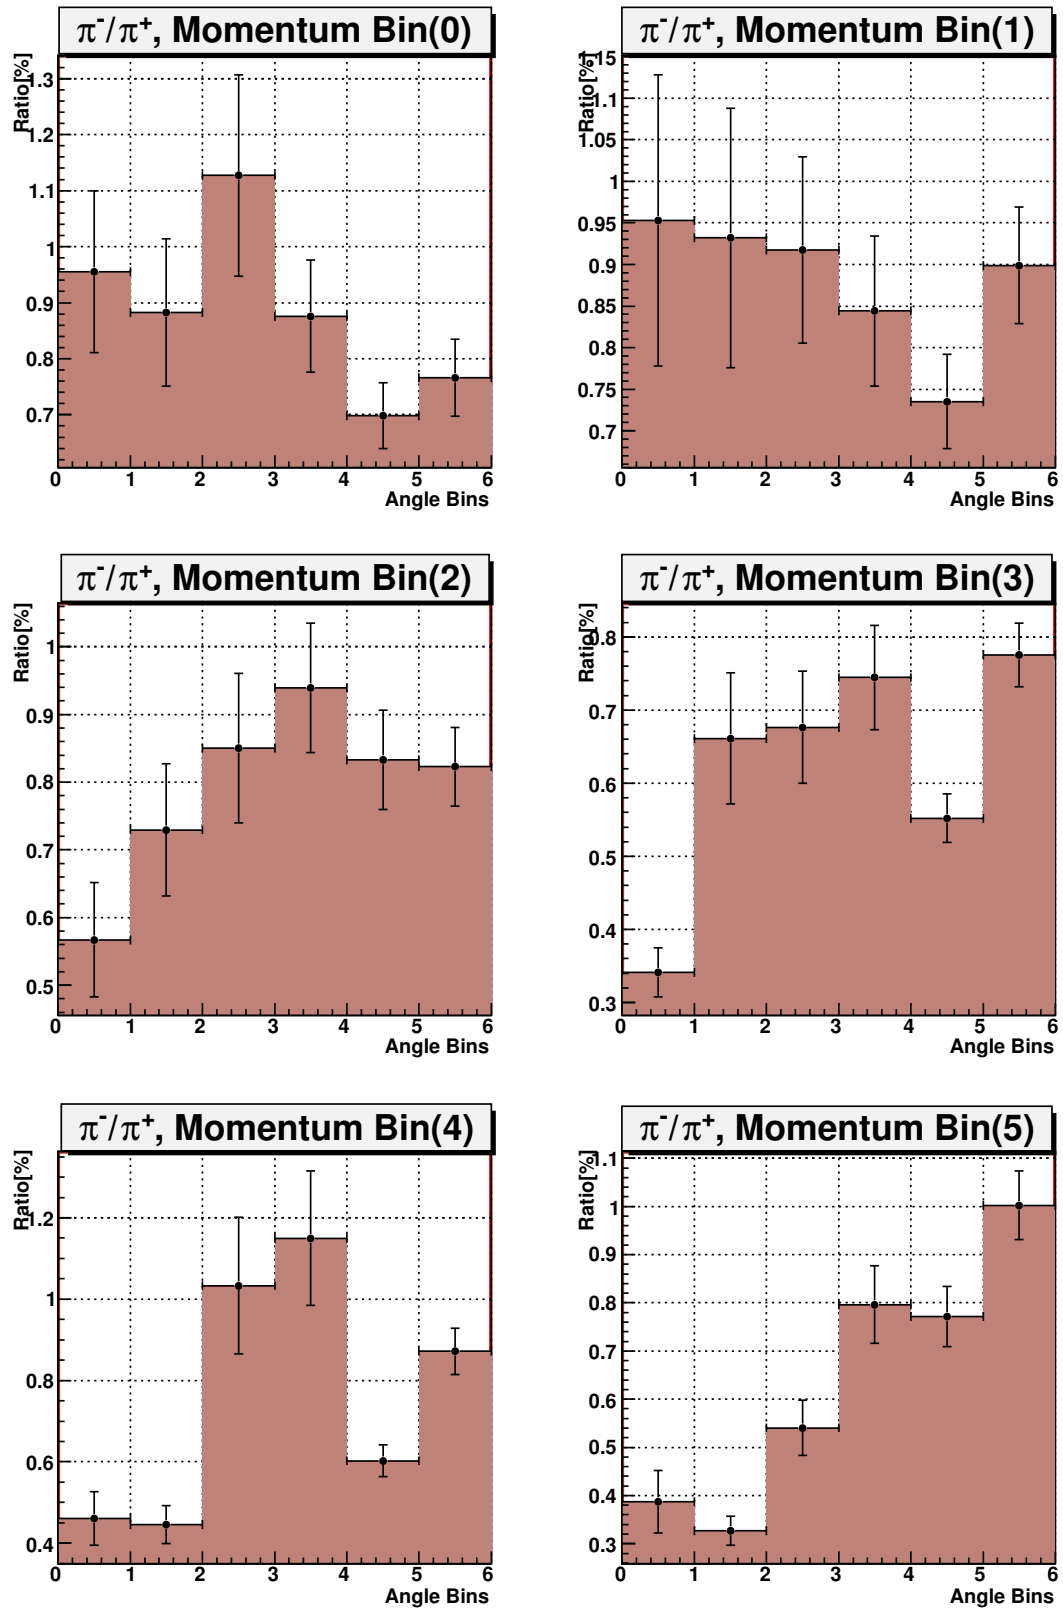 π⁻/π⁺, Momentum Bin(0)
Ratio[%]
1.3
1.2
1.1
1
0.9
0.8
0.7
0 1 2 3 4 5 6
Angle Bins
π⁻/π⁺, Momentum Bin(1)
Ratio[%]
1.15
1.1
1.05
1
0.95
0.9
0.85
0.8
0.75
0.7
0 1 2 3 4 5 6
Angle Bins
π⁻/π⁺, Momentum Bin(2)
Ratio[%]
1
0.9
0.8
0.7
0.6
0.5
0 1 2 3 4 5 6
Angle Bins
π⁻/π⁺, Momentum Bin(3)
Ratio[%]
0.8
0.7
0.6
0.5
0.4
0.3
0 1 2 3 4 5 6
Angle Bins
π⁻/π⁺, Momentum Bin(4)
Ratio[%]
1.2
1
0.8
0.6
0.4
0 1 2 3 4 5 6
Angle Bins
π⁻/π⁺, Momentum Bin(5)
Ratio[%]
1.1
1
0.9
0.8
0.7
0.6
0.5
0.4
0.3
0 1 2 3 4 5 6
Angle Bins